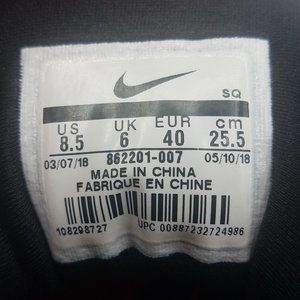 SQ
US UK EUR cm
8.5 6 40 25.5
03/07/18 862201-007 05/10/18
MADE IN CHINA
FABRIQUE EN CHINE
108298727 UPC 00887232724986